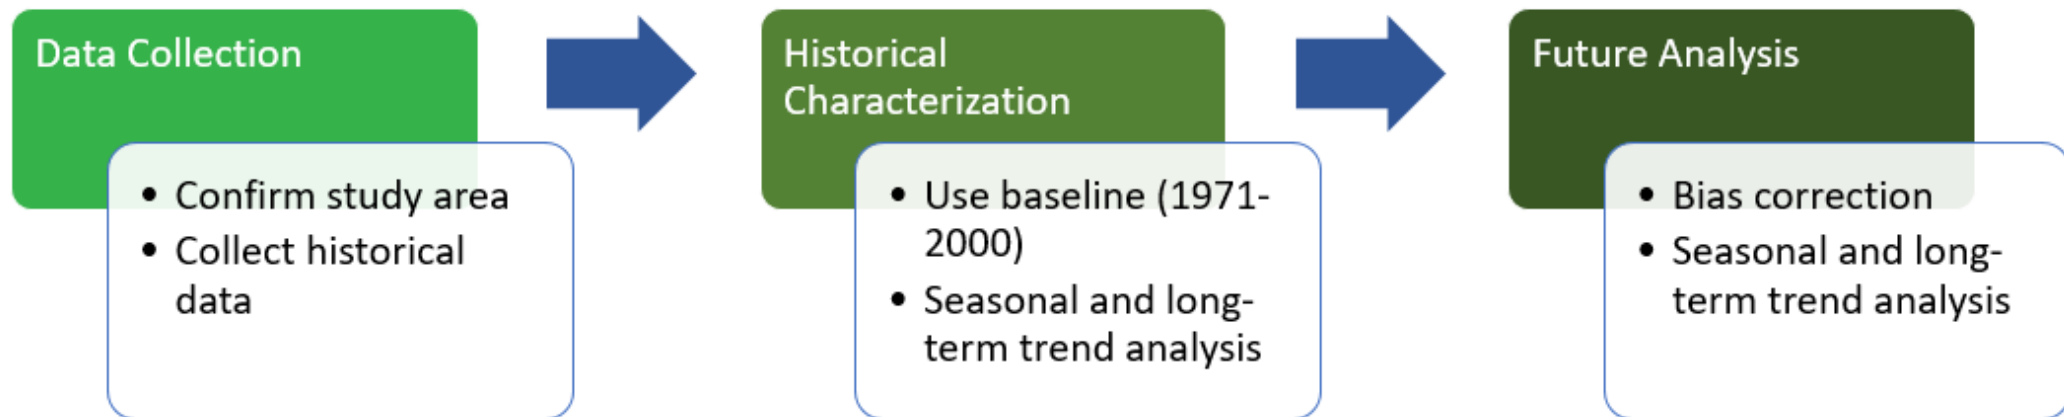 Data Collection
• Confirm study area
• Collect historical
data
Historical
Characterization
• Use baseline (1971-
2000)
• Seasonal and long-
term trend analysis
Future Analysis
• Bias correction
• Seasonal and long-
term trend analysis